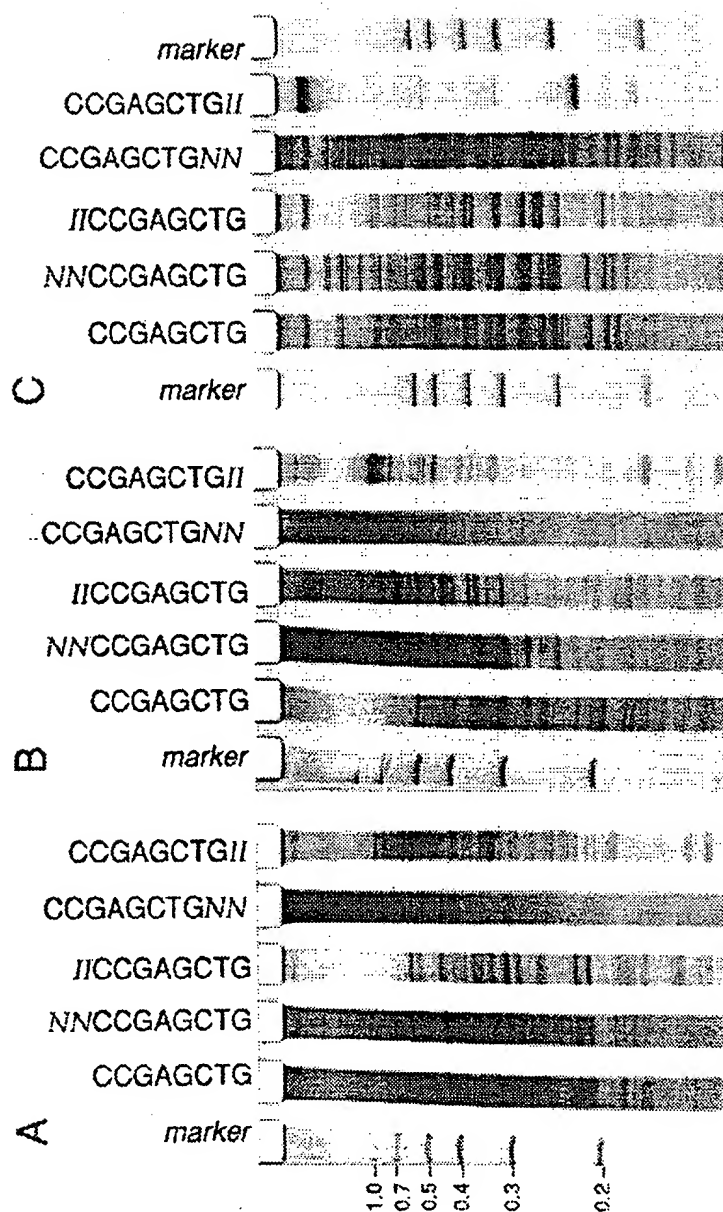 A
marker
CCGAGCTG
NNCCGAGCTG
IICCGAGCTG
CCGAGCTGNN
CCGAGCTGII
1.0
0.7
0.5
0.4
0.3
0.2
B
marker
CCGAGCTG
NNCCGAGCTG
IICCGAGCTG
CCGAGCTGNN
CCGAGCTGII
C
marker
CCGAGCTG
NNCCGAGCTG
IICCGAGCTG
CCGAGCTGNN
CCGAGCTGII
marker